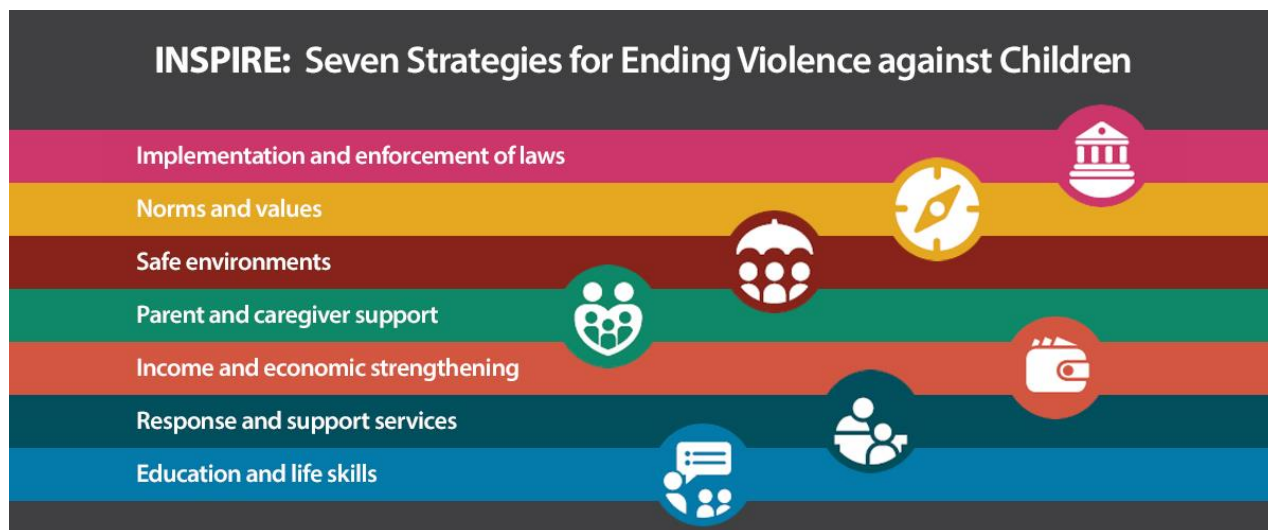 INSPIRE: Seven Strategies for Ending Violence against Children
Implementation and enforcement of laws
Norms and values
Safe environments
Parent and caregiver support
Income and economic strengthening
Response and support services
Education and life skills